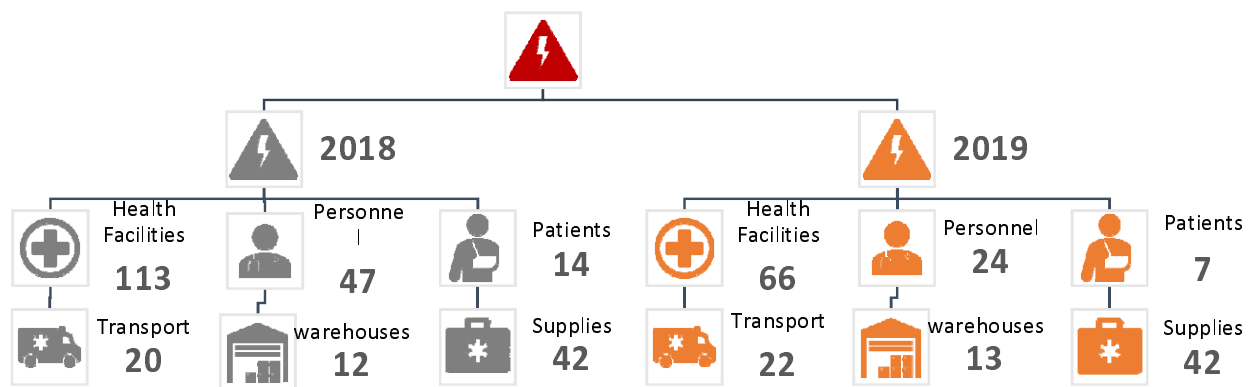 2018
Health
Facilities
113
Personne
l
47
Patients
14
Transport
20
warehouses
12
Supplies
42
2019
Health
Facilities
66
Personnel
24
Patients
7
Transport
22
warehouses
13
Supplies
42